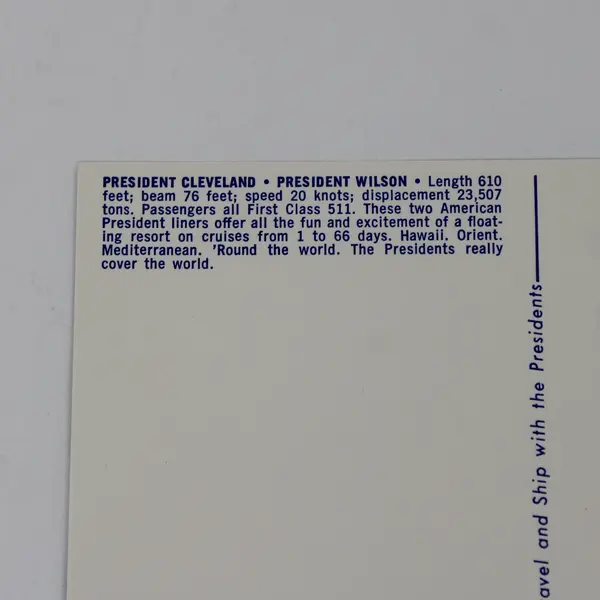 PRESIDENT CLEVELAND • PRESIDENT WILSON • Length 610
feet; beam 76 feet; speed 20 knots; displacement 23,507
tons. Passengers all First Class 511. These two American
President liners offer all the fun and excitement of a float-
ing resort on cruises from 1 to 66 days. Hawaii. Orient.
Mediterranean. 'Round the world. The Presidents really
cover the world.
avel and Ship with the Presidents